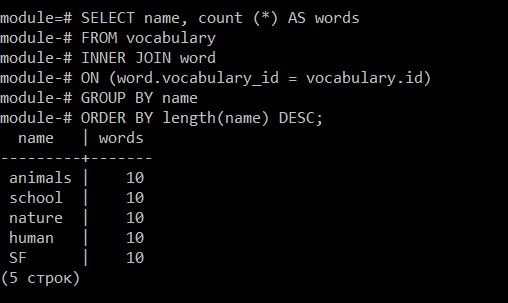 module=# SELECT name, count (*) AS words
module-# FROM vocabulary
module-# INNER JOIN word
module-# ON (word.vocabulary_id = vocabulary.id)
module-# GROUP BY name
module-# ORDER BY length(name) DESC;
  name   | words
---------+-------
 animals |    10
 school  |    10
 nature  |    10
 human   |    10
 SF      |    10
(5 строк)